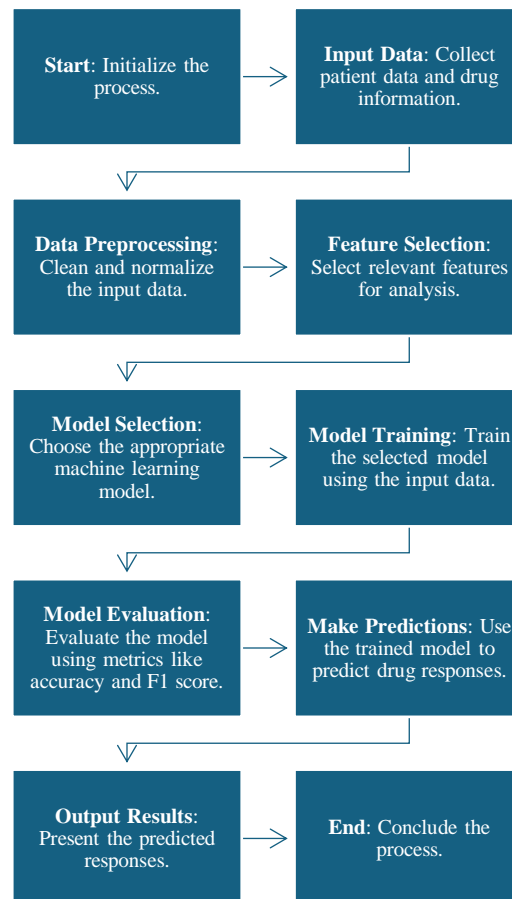 Start: Initialize the
process.
Input Data: Collect
patient data and drug
information.
Data Preprocessing:
Clean and normalize
the input data.
Feature Selection:
Select relevant features
for analysis.
Model Selection:
Choose the appropriate
machine learning
model.
Model Training: Train
the selected model
using the input data.
Model Evaluation:
Evaluate the model
using metrics like
accuracy and F1 score.
Make Predictions: Use
the trained model to
predict drug responses.
Output Results:
Present the predicted
responses.
End: Conclude the
process.